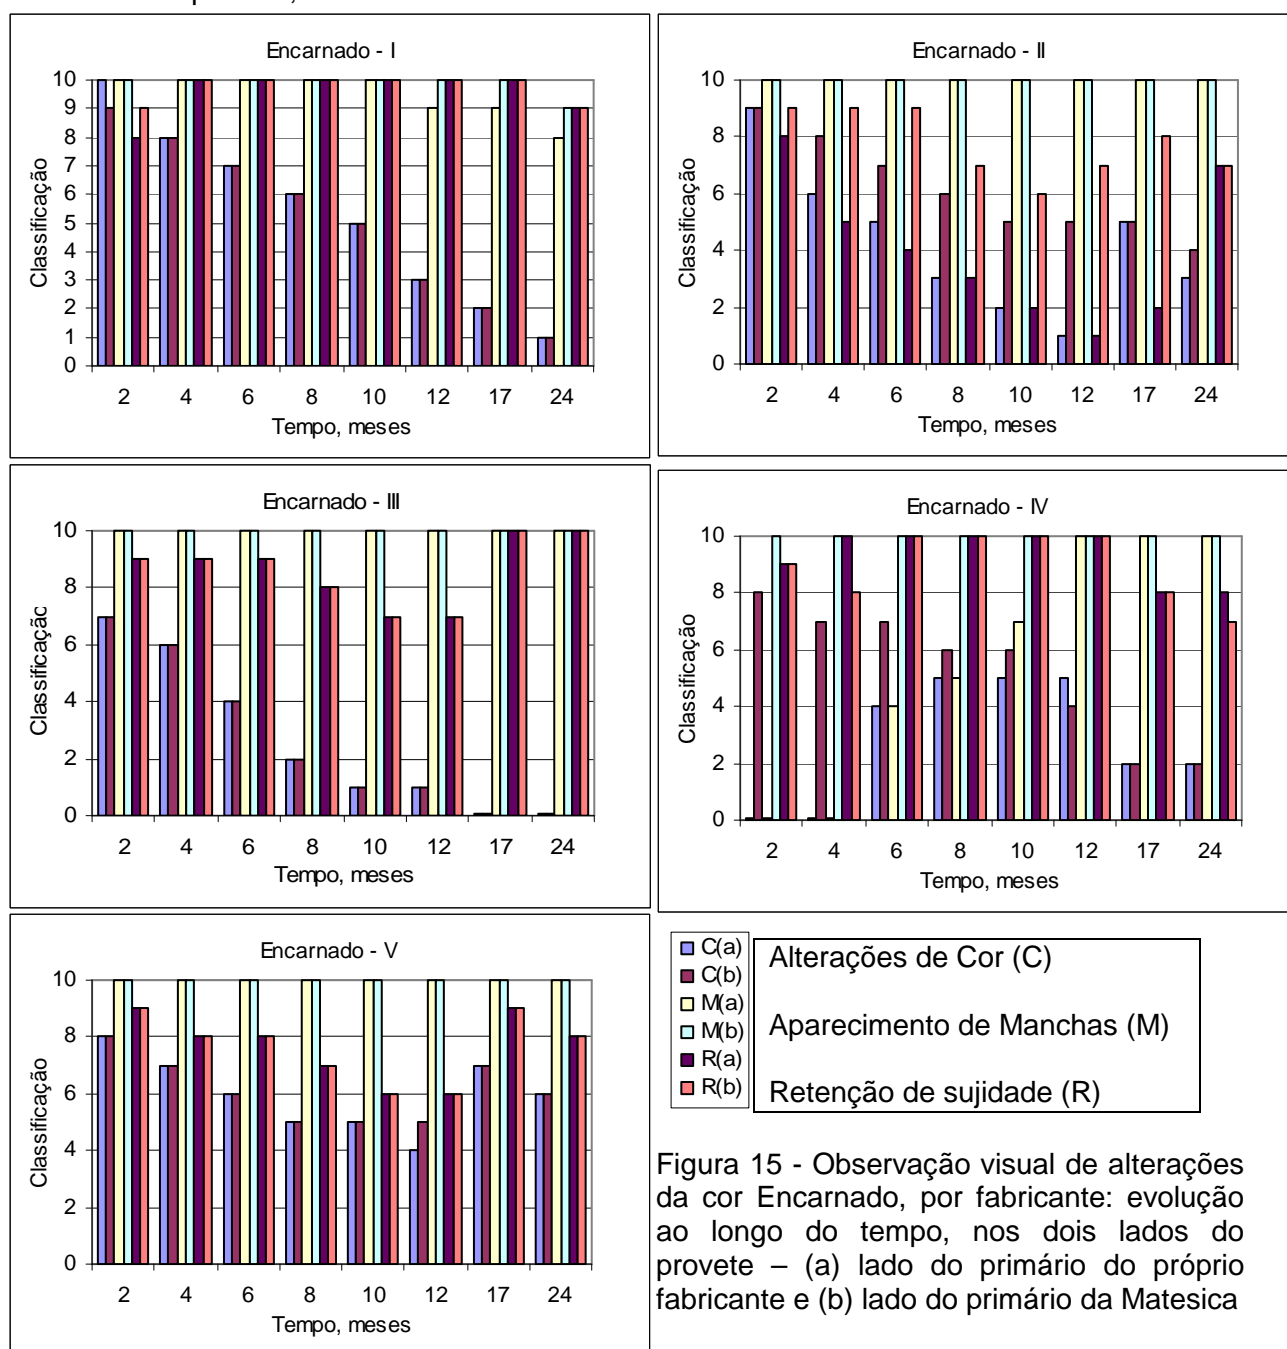 Encarnado - I
Classificação
10
9
8
7
6
5
4
3
2
1
0
2 4 6 8 10 12 17 24
Tempo, meses
Encarnado - II
Classificação
10
8
6
4
2
0
2 4 6 8 10 12 17 24
Tempo, meses
Encarnado - III
Classificaçãc
10
8
6
4
2
0
2 4 6 8 10 12 17 24
Tempo, meses
Encarnado - IV
Classificação
10
8
6
4
2
0
2 4 6 8 10 12 17 24
Tempo, meses
Encarnado - V
Classificação
10
8
6
4
2
0
2 4 6 8 10 12 17 24
Tempo, meses
C(a)
C(b)
M(a)
M(b)
R(a)
R(b)
Alterações de Cor (C)
Aparecimento de Manchas (M)
Retenção de sujidade (R)
Figura 15 - Observação visual de alterações
da cor Encarnado, por fabricante: evolução
ao longo do tempo, nos dois lados do
provete – (a) lado do primário do próprio
fabricante e (b) lado do primário da Matesica